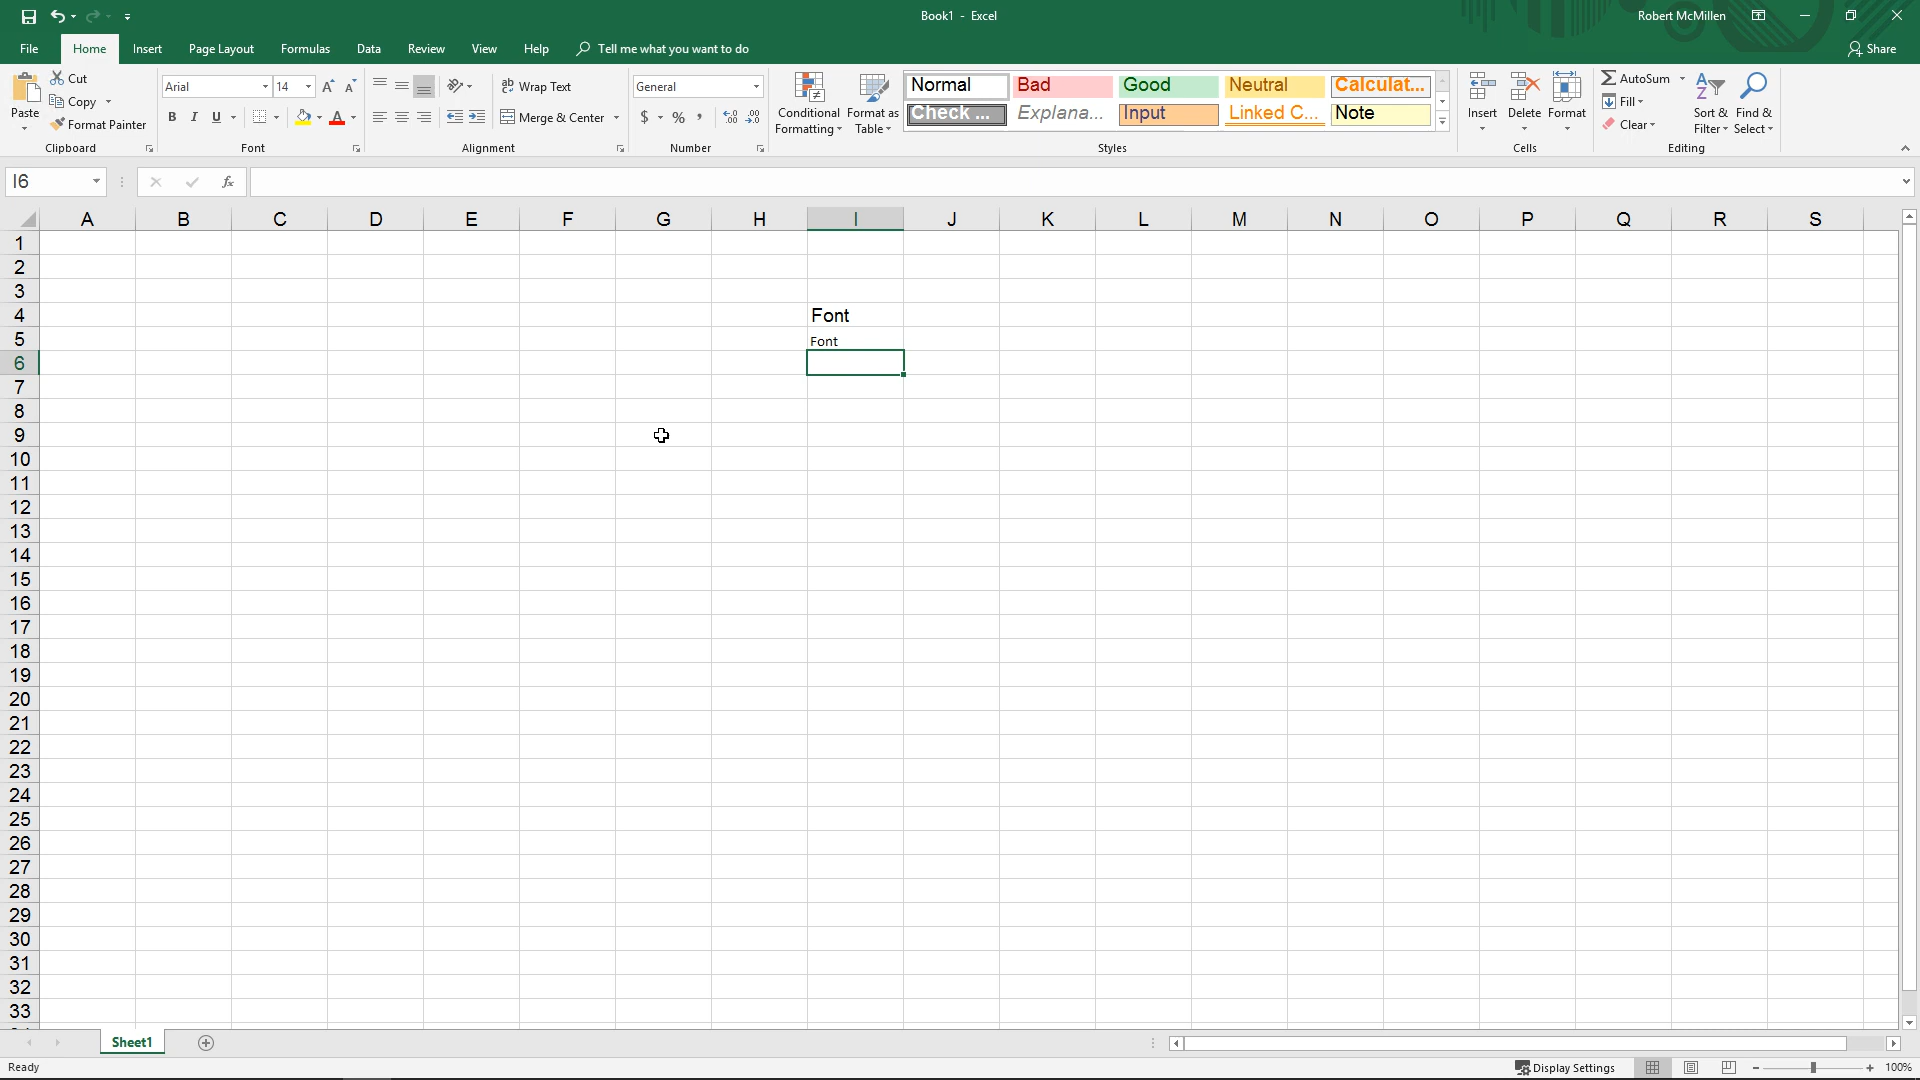 Book1 - Excel
Robert McMillen
File Home Insert Page Layout Formulas Data Review View Help Tell me what you want to do
Share
Paste
Cut
Copy
Format Painter
Clipboard
Arial 14
B I U
Font
Wrap Text
Merge & Center
Alignment
General
$ % ,
Number
Conditional Formatting
Format as Table
Normal Bad Good Neutral Calculat...
Check ... Explana... Input Linked C... Note
Styles
Insert Delete Format
Cells
AutoSum
Fill
Clear
Sort & Filter
Find & Select
Editing
I6
fx
A B C D E F G H I J K L M N O P Q R S
1
2
3
4 Font
5 Font
6
7
8
9
10
11
12
13
14
15
16
17
18
19
20
21
22
23
24
25
26
27
28
29
30
31
32
33
Sheet1
Ready
Display Settings
100%